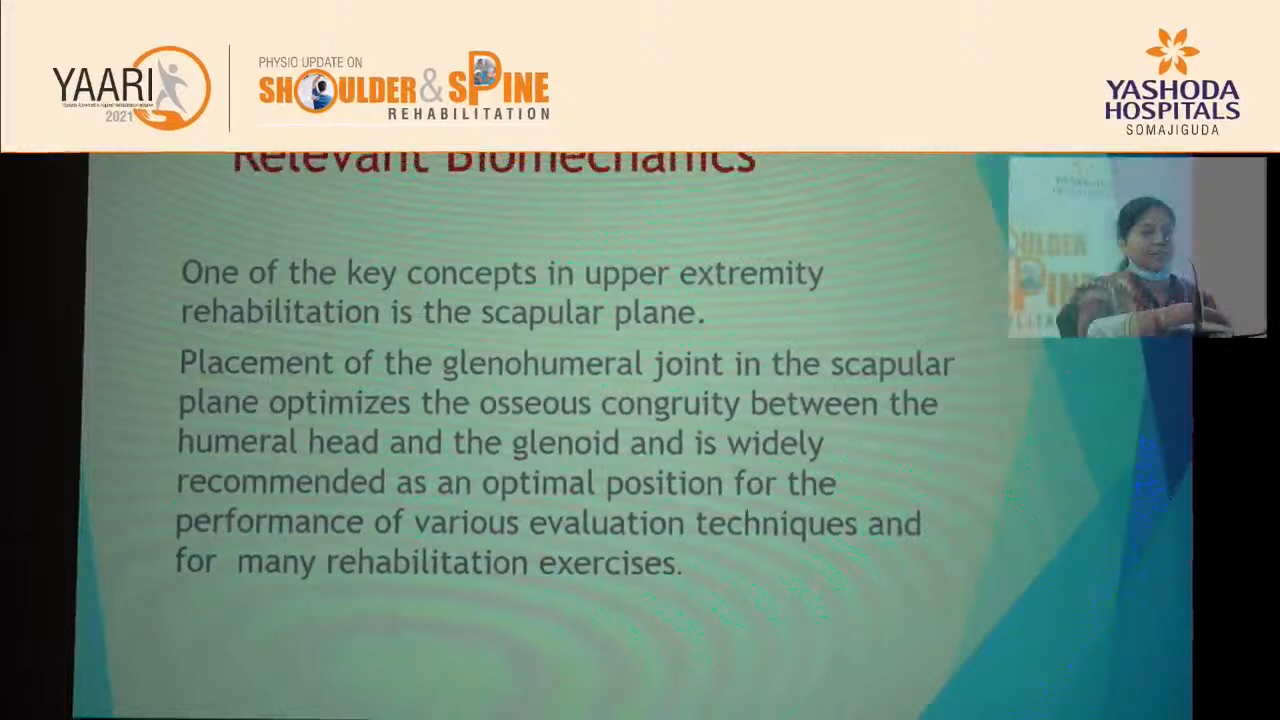 YAARI
2021
PHYSIO UPDATE ON
SHOULDER & SPINE
REHABILITATION
YASHODA
HOSPITALS
SOMAJIGUDA
Relevant Biomechanics
One of the key concepts in upper extremity
rehabilitation is the scapular plane.
Placement of the glenohumeral joint in the scapular
plane optimizes the osseous congruity between the
humeral head and the glenoid and is widely
recommended as an optimal position for the
performance of various evaluation techniques and
for many rehabilitation exercises.
OULDER
PIN